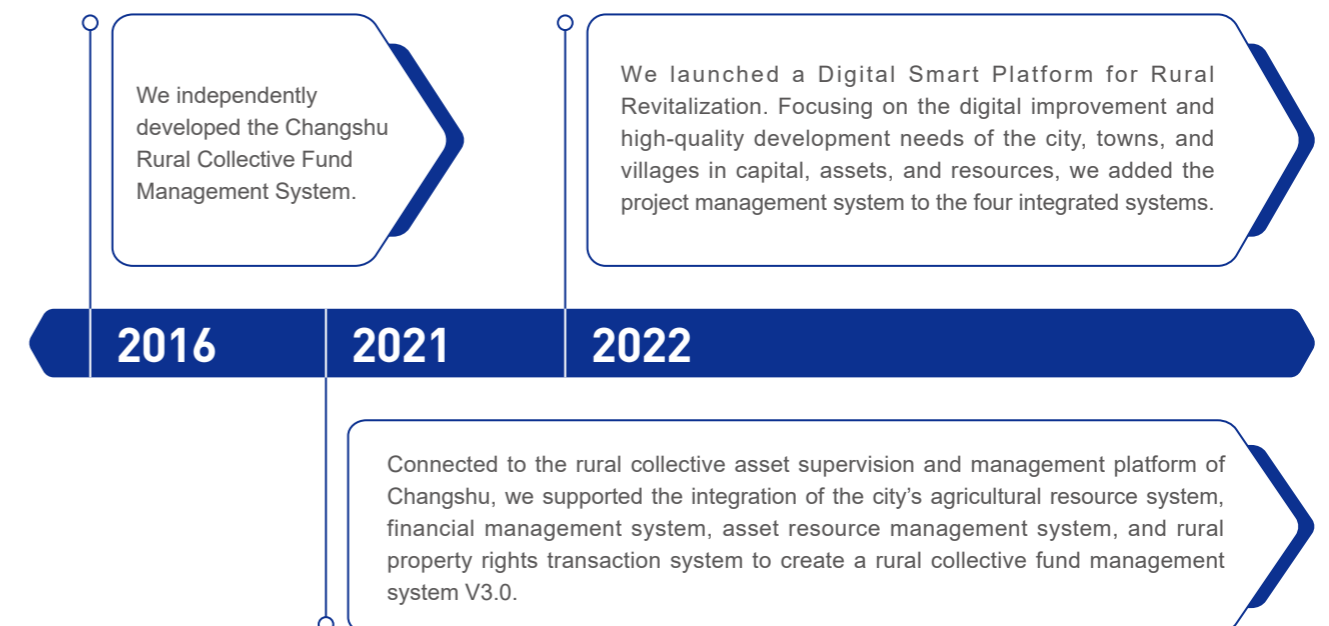 We independently
developed the Changshu
Rural Collective Fund
Management System.
We launched a Digital Smart Platform for Rural
Revitalization. Focusing on the digital improvement and
high-quality development needs of the city, towns, and
villages in capital, assets, and resources, we added the
project management system to the four integrated systems.
2016
2021
2022
Connected to the rural collective asset supervision and management platform of
Changshu, we supported the integration of the city’s agricultural resource system,
financial management system, asset resource management system, and rural
property rights transaction system to create a rural collective fund management
system V3.0.